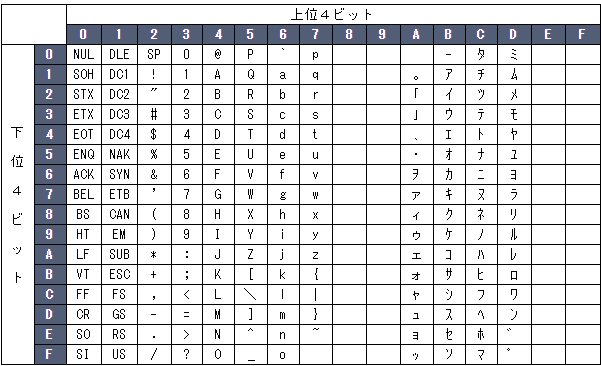 上位４ビット
0 1 2 3 4 5 6 7 8 9 A B C D E F
下位４ビット
0 NUL DLE SP 0 @ P ` p ｰ ﾀ ﾐ
1 SOH DC1 ! 1 A Q a q ｡ ｱ ﾁ ﾑ
2 STX DC2 ″ 2 B R b r ｢ ｲ ﾂ ﾒ
3 ETX DC3 # 3 C S c s ｣ ｳ ﾃ ﾓ
4 EOT DC4 $ 4 D T d t ､ ｴ ﾄ ﾔ
5 ENQ NAK % 5 E U e u ･ ｵ ﾅ ﾕ
6 ACK SYN & 6 F V f v ｦ ｶ ﾆ ﾖ
7 BEL ETB ’ 7 G W g w ｧ ｷ ﾇ ﾗ
8 BS CAN ( 8 H X h x ｨ ｸ ﾈ ﾘ
9 HT EM ) 9 I Y i y ｩ ｹ ﾉ ﾙ
A LF SUB * : J Z j z ｪ ｺ ﾊ ﾚ
B VT ESC + ; K [ k { ｫ ｻ ﾋ ﾛ
C FF FS , < L ＼ l | ｬ ｼ ﾌ ﾜ
D CR GS - = M ] m } ｭ ｽ ﾍ ﾝ
E SO RS . > N ^ n ~ ｮ ｾ ﾎ ﾞ
F SI US / ? O _ o ｯ ｿ ﾏ ﾟ